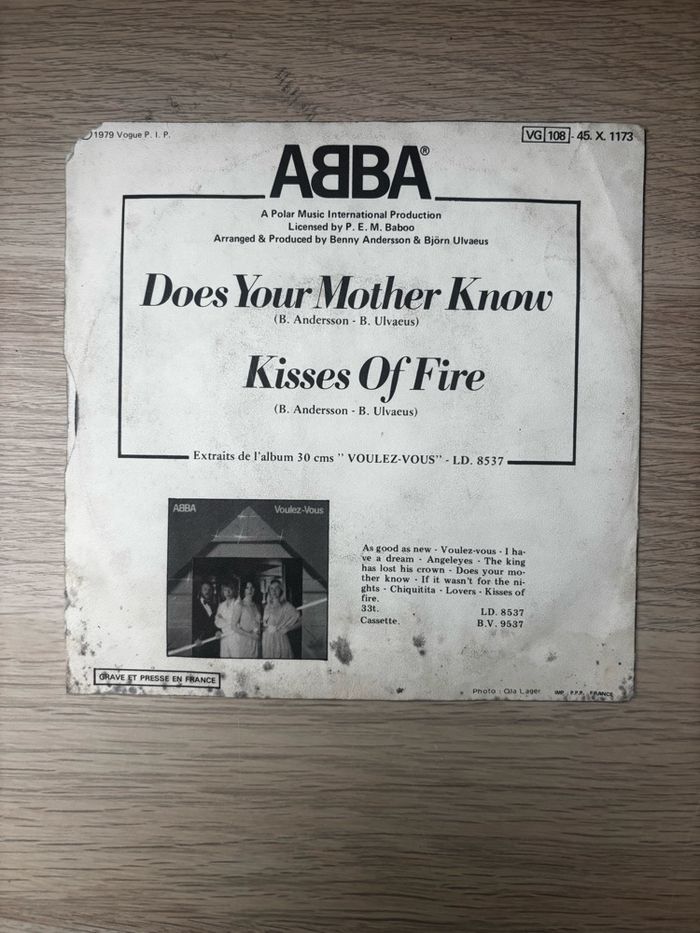 Ⓟ1979 Vogue P. I. P.
VG 108 - 45. X. 1173
ABBA®
A Polar Music International Production
Licensed by P. E. M. Baboo
Arranged & Produced by Benny Andersson & Björn Ulvaeus
Does Your Mother Know
(B. Andersson - B. Ulvaeus)
Kisses Of Fire
(B. Andersson - B. Ulvaeus)
Extraits de l'album 30 cms " VOULEZ-VOUS" - LD. 8537
ABBA
Voulez-Vous
As good as new - Voulez-vous - I ha-
ve a dream - Angeleyes - The king
has lost his crown - Does your mo-
ther know - If it wasn't for the ni-
ghts - Chiquitita - Lovers - Kisses of
fire.
33t. LD. 8537
Cassette. B.V. 9537
GRAVE ET PRESSE EN FRANCE
Photo : Ola Lager
IMP. P.P.P. FRANCE